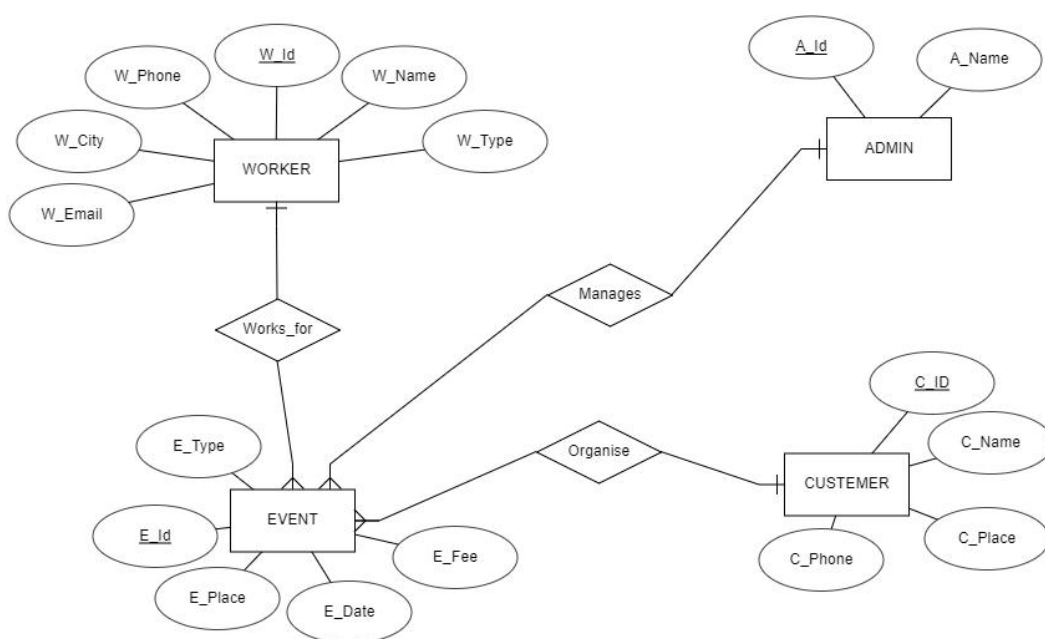 W_Id
A_Id
A_Name
W_Phone
W_Name
W_City
W_Type
WORKER
ADMIN
W_Email
Manages
Works_for
C_ID
E_Type
Organise
C_Name
CUSTEMER
EVENT
E_Id
E_Fee
C_Place
C_Phone
E_Place
E_Date